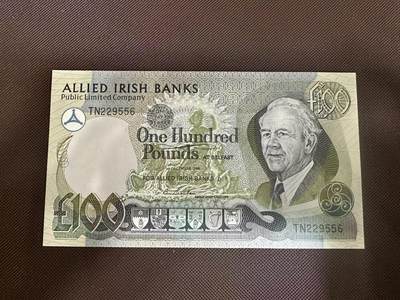 ALLIED IRISH BANKS
Public Limited Company
TN229556
£100
One Hundred
Pounds
AT BELFAST
FOR ALLIED IRISH BANKS
£100
TN229556